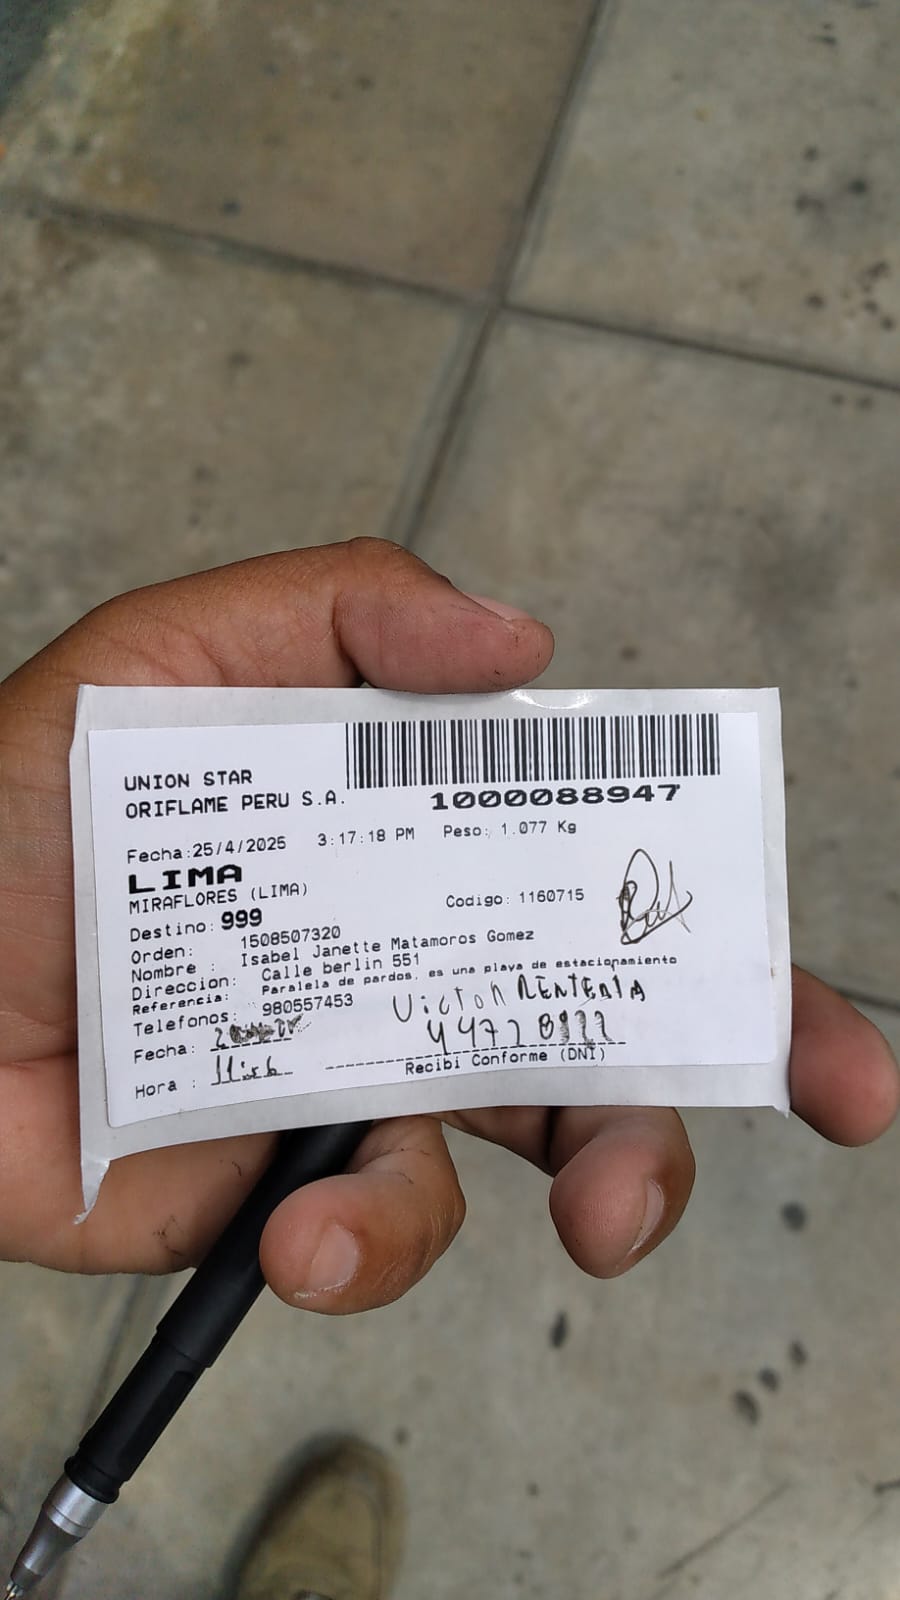 UNION STAR
ORIFLAME PERU S.A.
1000088947
Fecha:25/4/2025 3:17:18 PM Peso: 1.077 Kg
LIMA
MIRAFLORES (LIMA)
Codigo: 1160715
Destino: 999
Orden: 1508507320
Nombre : Isabel Janette Matamoros Gomez
Direccion: Calle berlin 551
Referencia: Paralela de pardos, es una playa de estacionamiento
Telefonos: 980557453
Victor RENTERIA
Fecha:
Hora :
Recibi Conforme (DNI)